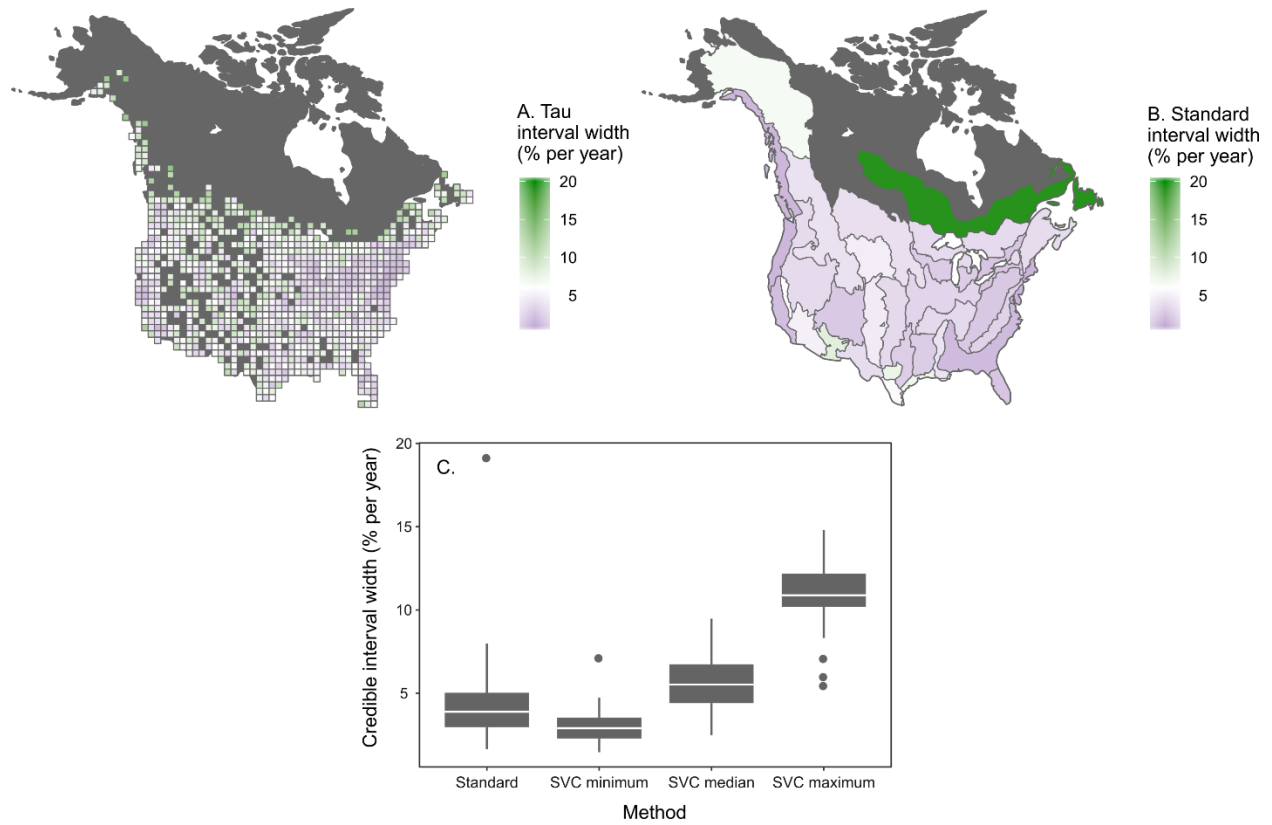 A. Tau
interval width
(% per year)
20
15
10
5
B. Standard
interval width
(% per year)
20
15
10
5
C.
Credible interval width (% per year)
20
15
10
5
Standard SVC minimum SVC median SVC maximum
Method